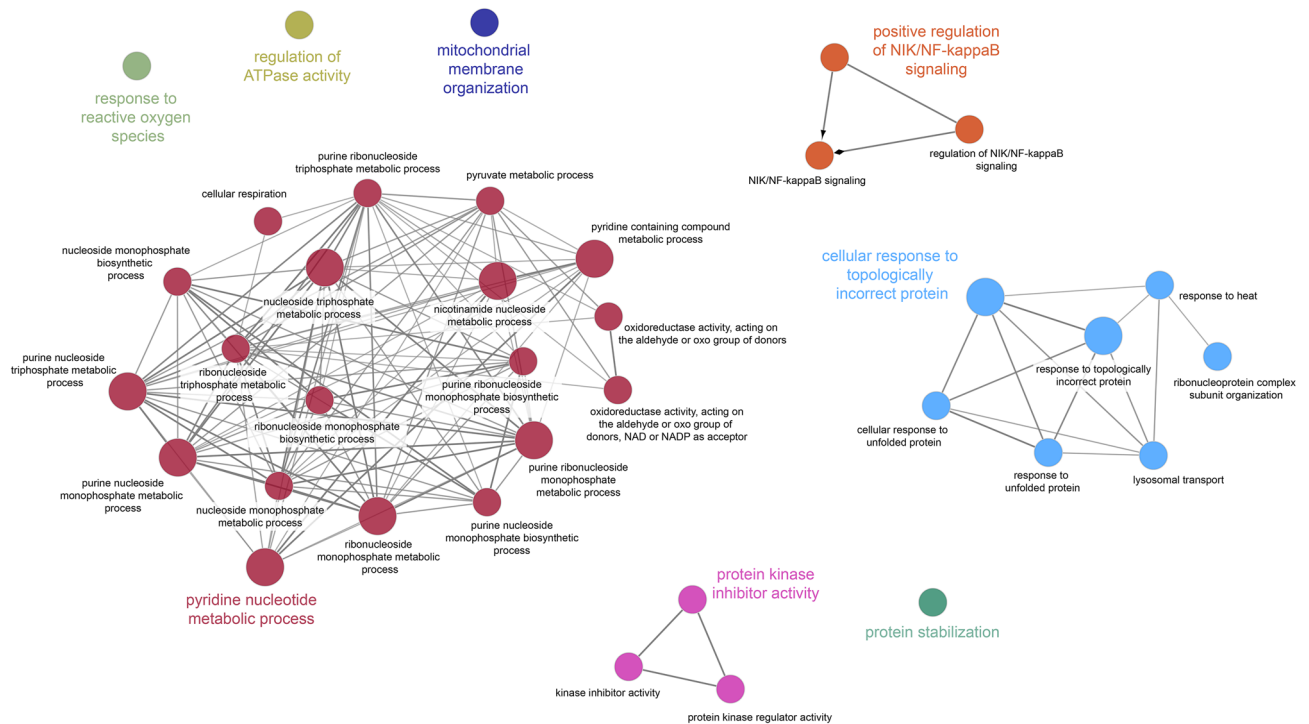 response to
reactive oxygen
species
regulation of
ATPase activity
mitochondrial
membrane
organization
positive regulation
of NIK/NF-kappaB
signaling
regulation of NIK/NF-kappaB
signaling
NIK/NF-kappaB signaling
purine ribonucleoside
triphosphate metabolic process
pyruvate metabolic process
cellular respiration
pyridine containing compound
metabolic process
nucleoside monophosphate
biosynthetic
process
nucleoside triphosphate
metabolic process
nicotinamide nucleoside
metabolic process
oxidoreductase activity, acting on
the aldehyde or oxo group of donors
purine nucleoside
triphosphate metabolic
process
ribonucleoside
triphosphate metabolic
process
purine ribonucleoside
monophosphate biosynthetic
process
oxidoreductase activity, acting on
the aldehyde or oxo group of
donors, NAD or NADP as acceptor
ribonucleoside monophosphate
biosynthetic process
purine nucleoside
monophosphate metabolic
process
purine ribonucleoside
monophosphate
metabolic process
nucleoside monophosphate
metabolic process
ribonucleoside
monophosphate metabolic
process
purine nucleoside
monophosphate biosynthetic
process
pyridine nucleotide
metabolic process
cellular response to
topologically
incorrect protein
response to heat
response to topologically
incorrect protein
ribonucleoprotein complex
subunit organization
cellular response to
unfolded protein
response to
unfolded protein
lysosomal transport
protein kinase
inhibitor activity
kinase inhibitor activity
protein kinase regulator activity
protein stabilization